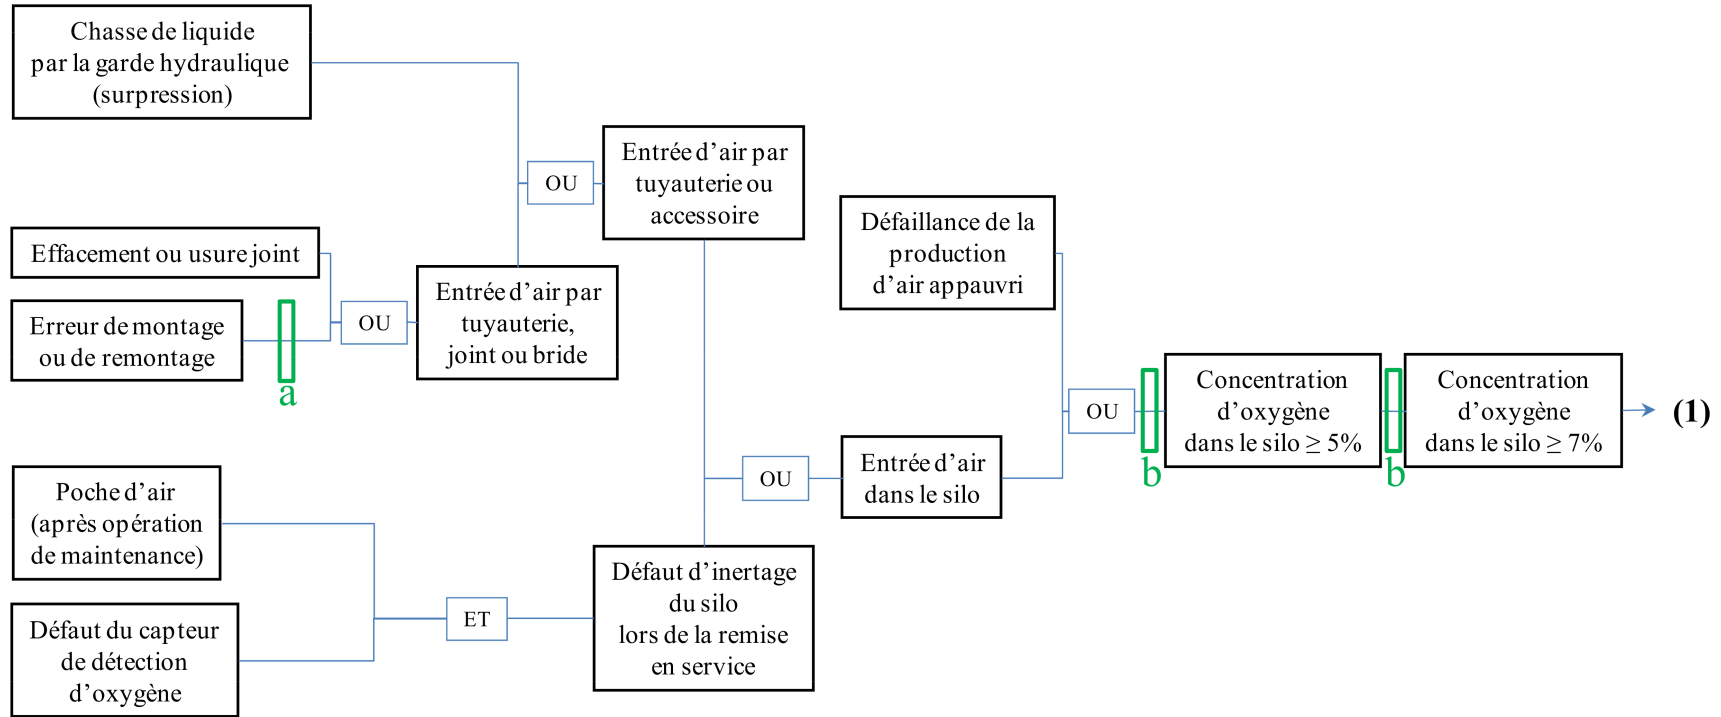 Chasse de liquide
par la garde hydraulique
(surpression)
Entrée d’air par
tuyauterie ou
accessoire
OU
Défaillance de la
production
d’air appauvri
Effacement ou usure joint
Erreur de montage
ou de remontage
a
OU
Entrée d’air par
tuyauterie,
joint ou bride
OU
b
Concentration
d’oxygène
dans le silo ≥ 5%
b
Concentration
d’oxygène
dans le silo ≥ 7%
(1)
OU
Entrée d’air
dans le silo
Poche d’air
(après opération
de maintenance)
Défaut du capteur
de détection
d’oxygène
ET
Défaut d’inertage
du silo
lors de la remise
en service